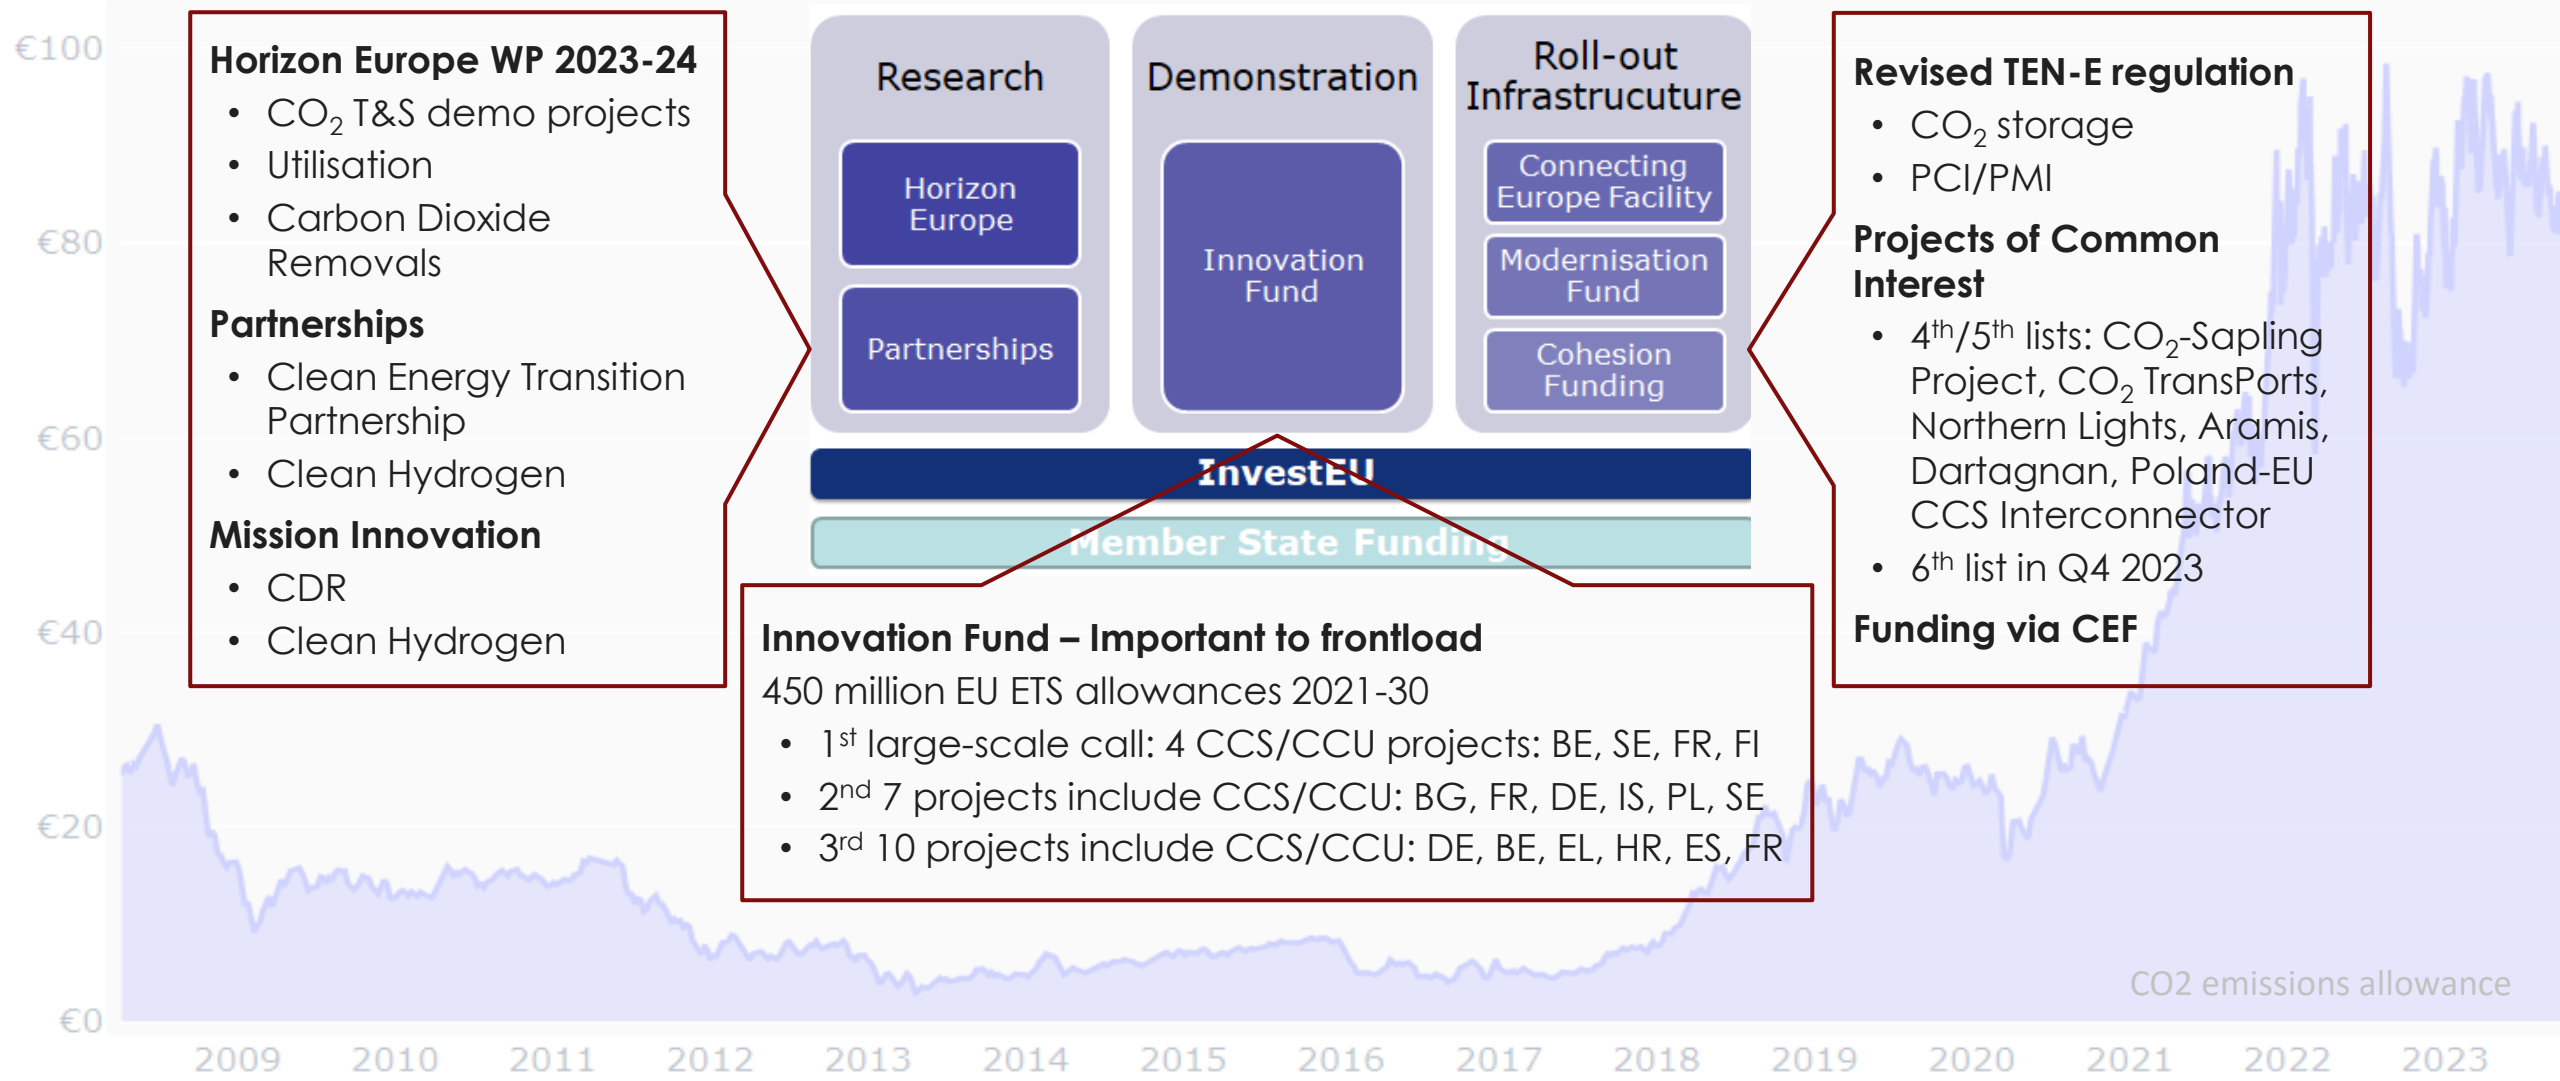 Horizon Europe WP 2023-24
• CO2 T&S demo projects
• Utilisation
• Carbon Dioxide
Removals
Partnerships
• Clean Energy Transition
Partnership
• Clean Hydrogen
Mission Innovation
• CDR
• Clean Hydrogen
Research
Horizon
Europe
Partnerships
Demonstration
Innovation
Fund
Roll-out
Infrastrucuture
Connecting
Europe Facility
Modernisation
Fund
Cohesion
Funding
InvestEU
Member State Funding
Revised TEN-E regulation
• CO2 storage
• PCI/PMI
Projects of Common
Interest
• 4th/5th lists: CO2-Sapling
Project, CO2 TransPorts,
Northern Lights, Aramis,
Dartagnan, Poland-EU
CCS Interconnector
• 6th list in Q4 2023
Funding via CEF
Innovation Fund – Important to frontload
450 million EU ETS allowances 2021-30
• 1st large-scale call: 4 CCS/CCU projects: BE, SE, FR, FI
• 2nd 7 projects include CCS/CCU: BG, FR, DE, IS, PL, SE
• 3rd 10 projects include CCS/CCU: DE, BE, EL, HR, ES, FR
€100
€80
€60
€40
€20
€0
CO2 emissions allowance
2009 2010 2011 2012 2013 2014 2015 2016 2017 2018 2019 2020 2021 2022 2023